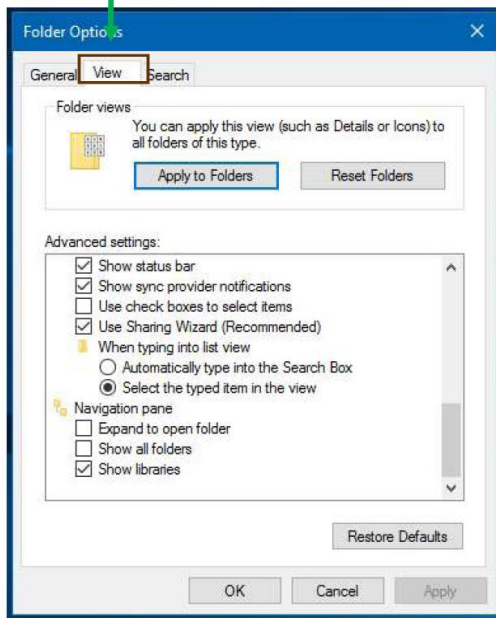 Folder Options
General View Search
Folder views
You can apply this view (such as Details or Icons) to
all folders of this type.
Apply to Folders Reset Folders
Advanced settings:
Show status bar
Show sync provider notifications
Use check boxes to select items
Use Sharing Wizard (Recommended)
When typing into list view
Automatically type into the Search Box
Select the typed item in the view
Navigation pane
Expand to open folder
Show all folders
Show libraries
Restore Defaults
OK Cancel Apply